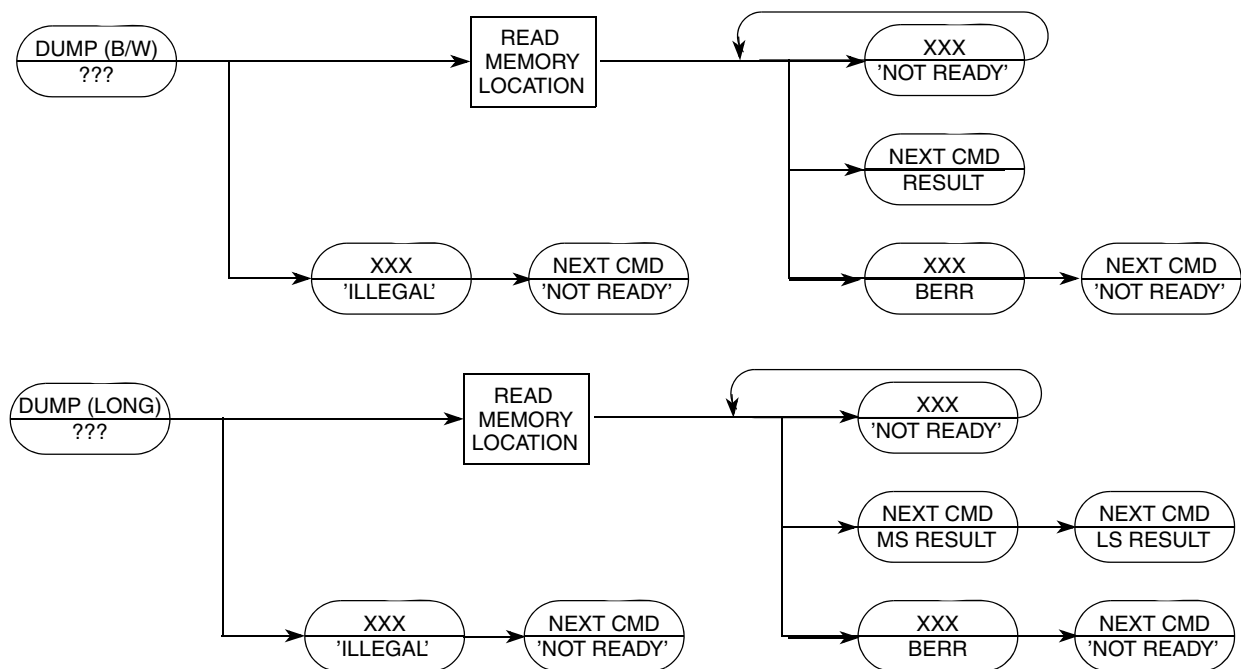 DUMP (B/W)
???
READ
MEMORY
LOCATION
XXX
'NOT READY'
NEXT CMD
RESULT
XXX
'ILLEGAL'
NEXT CMD
'NOT READY'
XXX
BERR
NEXT CMD
'NOT READY'
DUMP (LONG)
???
READ
MEMORY
LOCATION
XXX
'NOT READY'
NEXT CMD
MS RESULT
NEXT CMD
LS RESULT
XXX
'ILLEGAL'
NEXT CMD
'NOT READY'
XXX
BERR
NEXT CMD
'NOT READY'